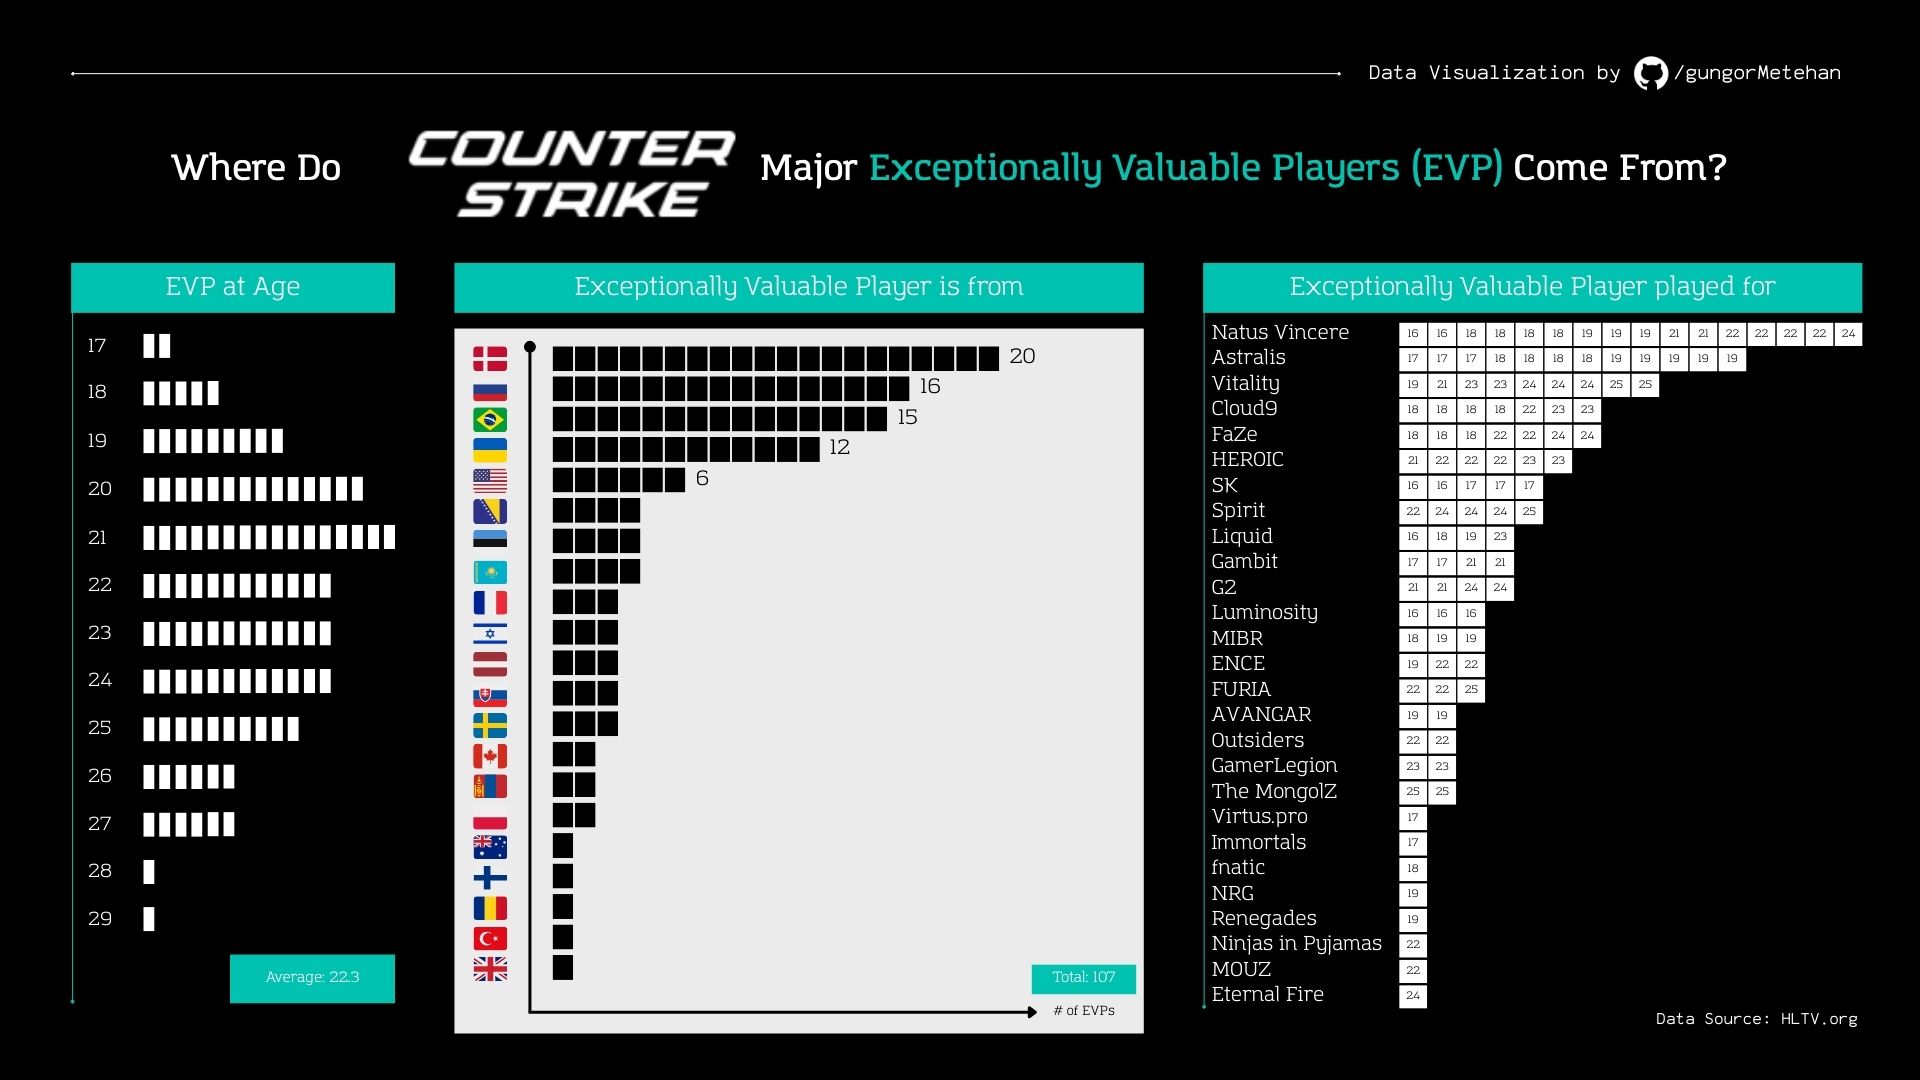 Data Visualization by /gungorMetehan
Where Do COUNTER STRIKE Major Exceptionally Valuable Players (EVP) Come From?
EVP at Age
17
18
19
20
21
22
23
24
25
26
27
28
29
Average: 22.3
Exceptionally Valuable Player is from
20
16
15
12
6
Total: 107
# of EVPs
Exceptionally Valuable Player played for
Natus Vincere 16 16 18 18 18 18 19 19 19 21 21 22 22 22 22 24
Astralis 17 17 17 18 18 18 18 19 19 19 19 19
Vitality 19 21 23 23 24 24 24 25 25
Cloud9 18 18 18 18 22 23 23
FaZe 18 18 18 22 22 24 24
HEROIC 21 22 22 22 23 23
SK 16 16 17 17 17
Spirit 22 24 24 24 25
Liquid 16 18 19 23
Gambit 17 17 21 21
G2 21 21 24 24
Luminosity 16 16 16
MIBR 18 19 19
ENCE 19 22 22
FURIA 22 22 25
AVANGAR 19 19
Outsiders 22 22
GamerLegion 23 23
The MongolZ 25 25
Virtus.pro 17
Immortals 17
fnatic 18
NRG 19
Renegades 19
Ninjas in Pyjamas 22
MOUZ 22
Eternal Fire 24
Data Source: HLTV.org